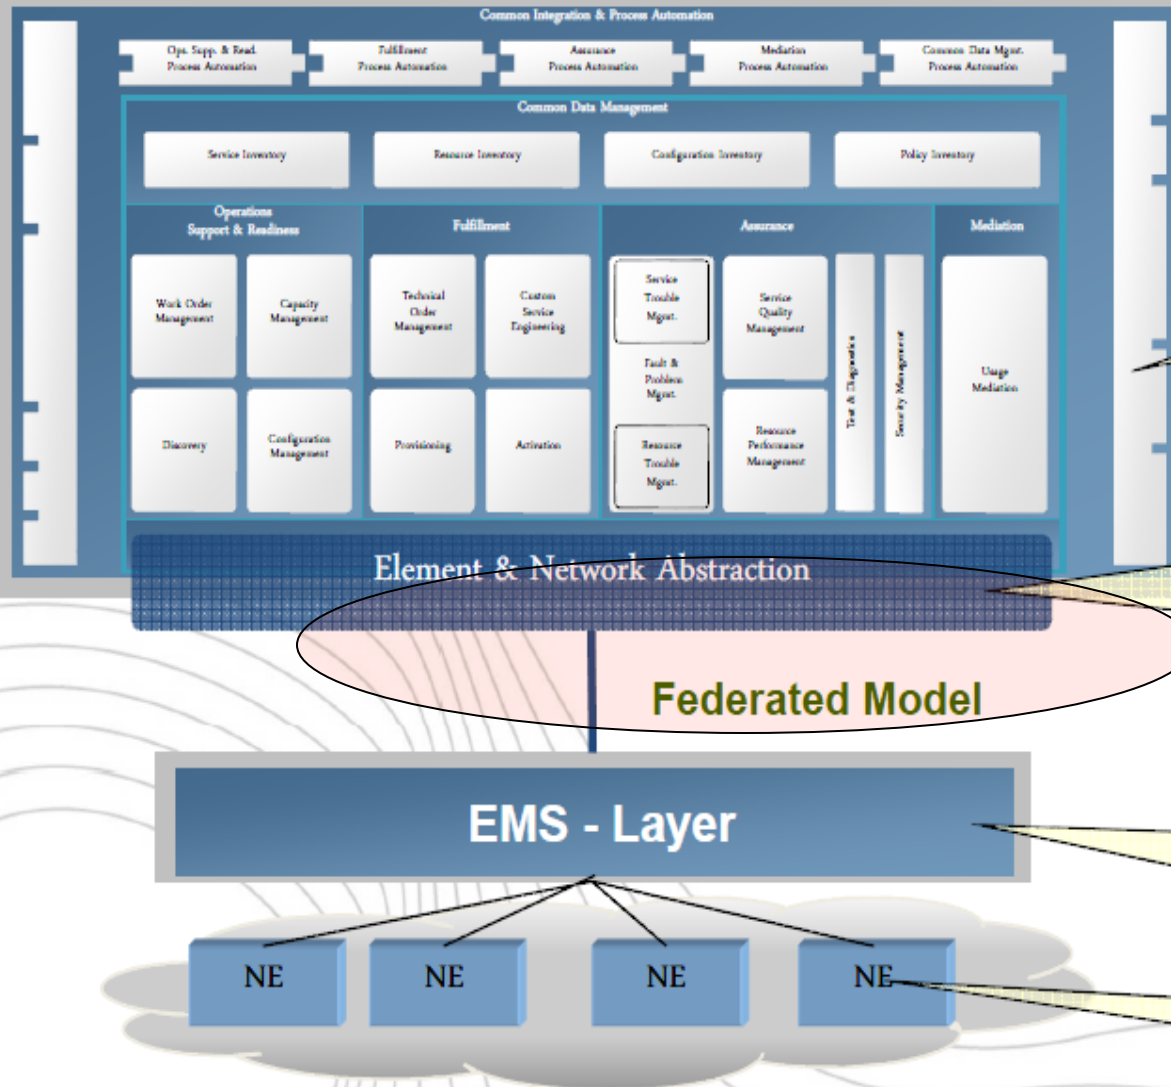 Common Integration & Process Automation
Ops. Supp. & Read.
Process Automation
Fulfillment
Process Automation
Assurance
Process Automation
Mediation
Process Automation
Common Data Mgmt.
Process Automation
Common Data Management
Service Inventory
Resource Inventory
Configuration Inventory
Policy Inventory
Operations
Support & Readiness
Fulfillment
Assurance
Mediation
Work Order
Management
Capacity
Management
Technical
Order
Management
Custom
Service
Engineering
Service
Trouble
Mgmt.
Service
Quality
Management
Fault &
Problem
Mgmt.
Test & Diagnostics
Security Management
Usage
Mediation
Discovery
Configuration
Management
Provisioning
Activation
Resource
Trouble
Mgmt.
Resource
Performance
Management
Element & Network Abstraction
Federated Model
EMS - Layer
NE
NE
NE
NE